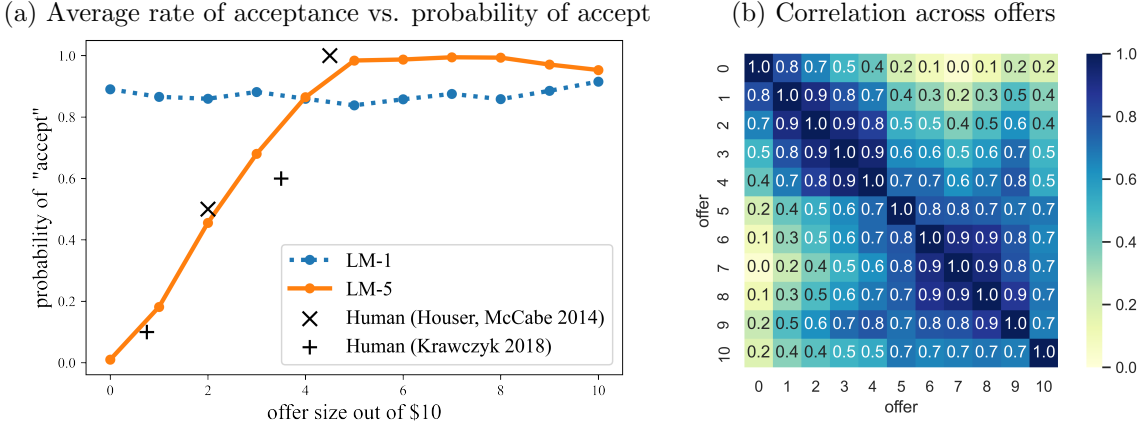 (a) Average rate of acceptance vs. probability of accept
1.0
0.8
0.6
0.4
0.2
0.0
probability of "accept"
0 2 4 6 8 10
offer size out of $10
LM-1
LM-5
Human (Houser, McCabe 2014)
Human (Krawczyk 2018)
(b) Correlation across offers
offer
0 1.0 0.8 0.7 0.5 0.4 0.2 0.1 0.0 0.1 0.2 0.2
1 0.8 1.0 0.9 0.8 0.7 0.4 0.3 0.2 0.3 0.5 0.4
2 0.7 0.9 1.0 0.9 0.8 0.5 0.5 0.4 0.5 0.6 0.4
3 0.5 0.8 0.9 1.0 0.9 0.6 0.6 0.5 0.6 0.7 0.5
4 0.4 0.7 0.8 0.9 1.0 0.7 0.7 0.6 0.7 0.8 0.5
5 0.2 0.4 0.5 0.6 0.7 1.0 0.8 0.8 0.7 0.7 0.7
6 0.1 0.3 0.5 0.6 0.7 0.8 1.0 0.9 0.9 0.8 0.7
7 0.0 0.2 0.4 0.5 0.6 0.8 0.9 1.0 0.9 0.8 0.7
8 0.1 0.3 0.5 0.6 0.7 0.7 0.9 0.9 1.0 0.9 0.7
9 0.2 0.5 0.6 0.7 0.8 0.7 0.8 0.8 0.9 1.0 0.7
10 0.2 0.4 0.4 0.5 0.5 0.7 0.7 0.7 0.7 0.7 1.0
0 1 2 3 4 5 6 7 8 9 10
offer
1.0
0.8
0.6
0.4
0.2
0.0